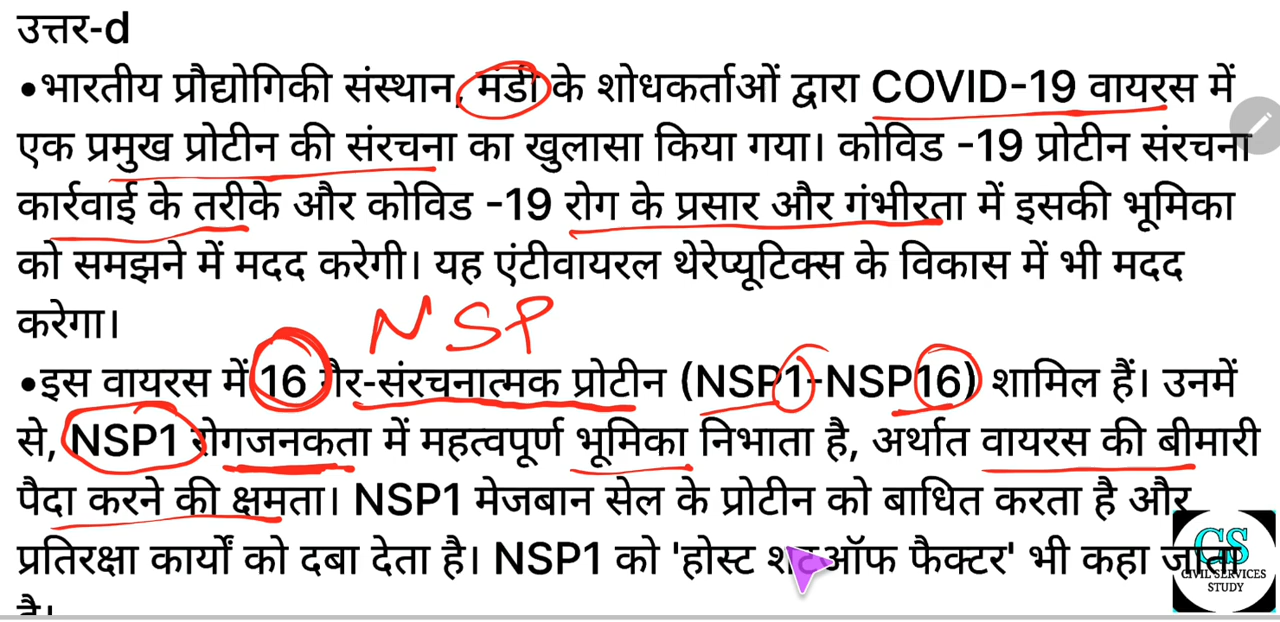 उत्तर-d
•भारतीय प्रौद्योगिकी संस्थान, मंडी के शोधकर्ताओं द्वारा COVID-19 वायरस में
एक प्रमुख प्रोटीन की संरचना का खुलासा किया गया। कोविड -19 प्रोटीन संरचना
कार्रवाई के तरीके और कोविड -19 रोग के प्रसार और गंभीरता में इसकी भूमिका
को समझने में मदद करेगी। यह एंटीवायरल थेरेप्यूटिक्स के विकास में भी मदद
करेगा।
NSP
•इस वायरस में 16 गैर-संरचनात्मक प्रोटीन (NSP1-NSP16) शामिल हैं। उनमें
से, NSP1 रोगजनकता में महत्वपूर्ण भूमिका निभाता है, अर्थात वायरस की बीमारी
पैदा करने की क्षमता। NSP1 मेजबान सेल के प्रोटीन को बाधित करता है और
प्रतिरक्षा कार्यों को दबा देता है। NSP1 को 'होस्ट शटऑफ फैक्टर' भी कहा जाता
है।
CS
CIVIL SERVICES
STUDY